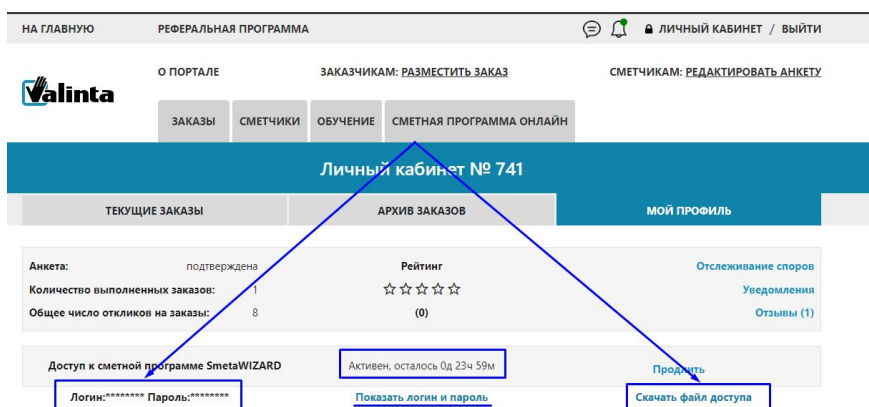 НА ГЛАВНУЮ РЕФЕРАЛЬНАЯ ПРОГРАММА ЛИЧНЫЙ КАБИНЕТ / ВЫЙТИ
Valinta
О ПОРТАЛЕ ЗАКАЗЧИКАМ: РАЗМЕСТИТЬ ЗАКАЗ СМЕТЧИКАМ: РЕДАКТИРОВАТЬ АНКЕТУ
ЗАКАЗЫ СМЕТЧИКИ ОБУЧЕНИЕ СМЕТНАЯ ПРОГРАММА ОНЛАЙН
Личный кабинет № 741
ТЕКУЩИЕ ЗАКАЗЫ АРХИВ ЗАКАЗОВ МОЙ ПРОФИЛЬ
Анкета: подтверждена Рейтинг Отслеживание споров
Количество выполненных заказов: 1 Уведомления
Общее число откликов на заказы: 8 (0) Отзывы (1)
Доступ к сметной программе SmetaWIZARD Активен, осталось 0д 23ч 59м Продлить
Логин:******** Пароль:******** Показать логин и пароль Скачать файл доступа